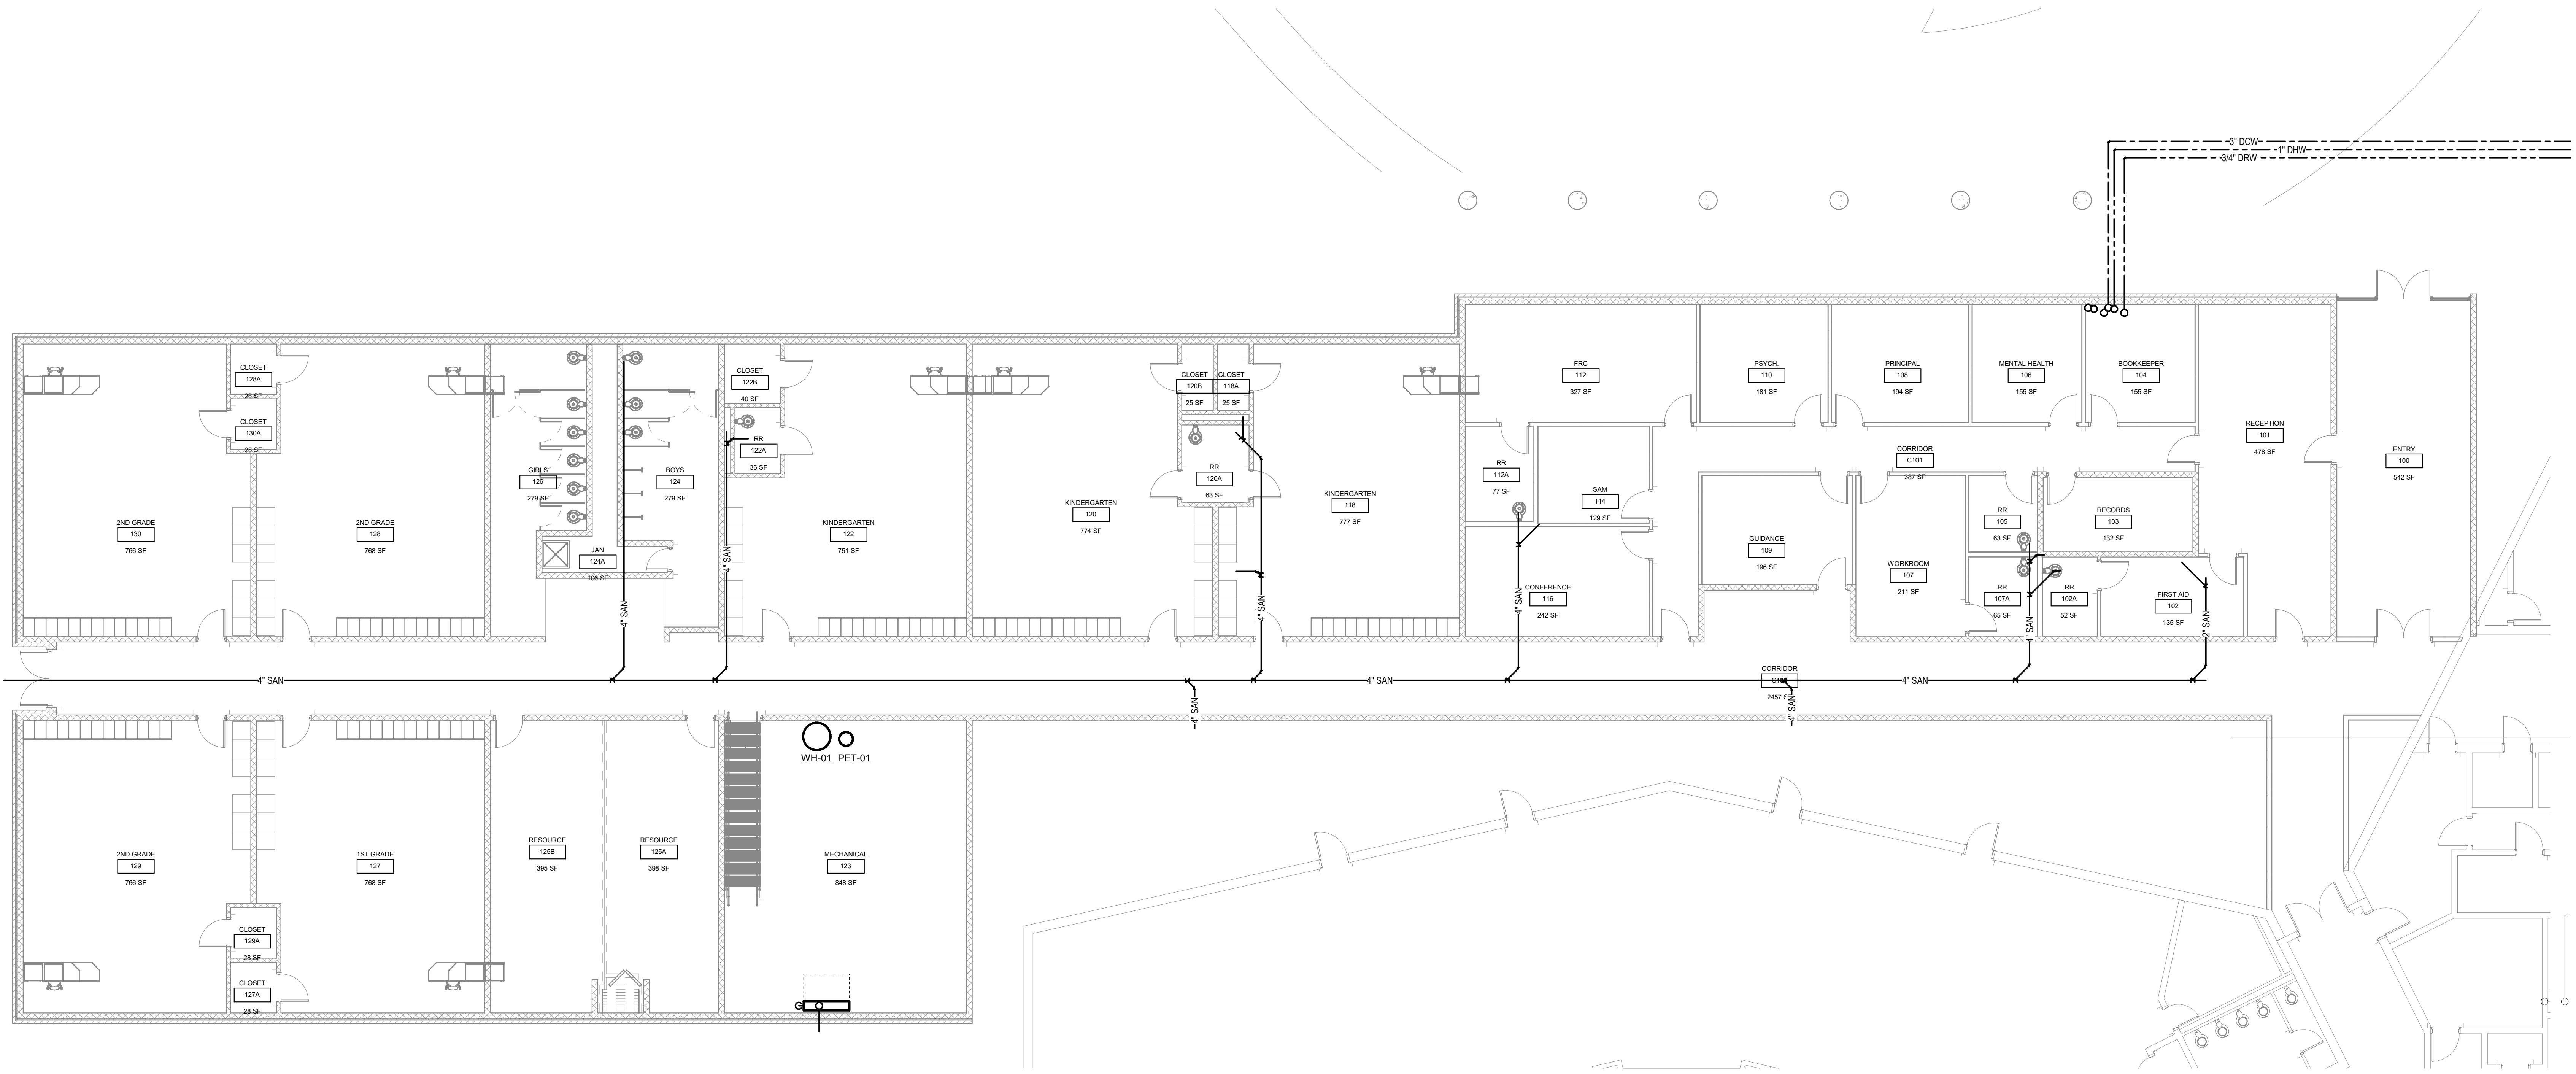 3" DCW
1" DHW
3/4" DRW
CLOSET
128A
28 SF
CLOSET
130A
28 SF
2ND GRADE
130
766 SF
2ND GRADE
128
768 SF
GIRLS
126
279 SF
BOYS
124
279 SF
JAN
124A
106 SF
4" SAN
CLOSET
122B
40 SF
RR
122A
36 SF
4" SAN
KINDERGARTEN
122
751 SF
KINDERGARTEN
120
774 SF
CLOSET
120B
25 SF
CLOSET
118A
25 SF
RR
120A
63 SF
4" SAN
KINDERGARTEN
118
777 SF
FRC
112
327 SF
RR
112A
77 SF
SAM
114
129 SF
4" SAN
CONFERENCE
116
242 SF
PSYCH.
110
181 SF
PRINCIPAL
108
194 SF
MENTAL HEALTH
106
155 SF
BOOKKEEPER
104
155 SF
CORRIDOR
C101
387 SF
RECEPTION
101
478 SF
ENTRY
100
542 SF
GUIDANCE
109
196 SF
WORKROOM
107
211 SF
RR
105
63 SF
RECORDS
103
132 SF
RR
107A
65 SF
4" SAN
RR
102A
52 SF
FIRST AID
102
135 SF
2" SAN
4" SAN
4" SAN
4" SAN
CORRIDOR
2457
4" SAN
4" SAN
WH-01
PET-01
2ND GRADE
129
766 SF
1ST GRADE
127
768 SF
RESOURCE
125B
395 SF
RESOURCE
125A
398 SF
MECHANICAL
123
848 SF
CLOSET
129A
28 SF
CLOSET
127A
28 SF